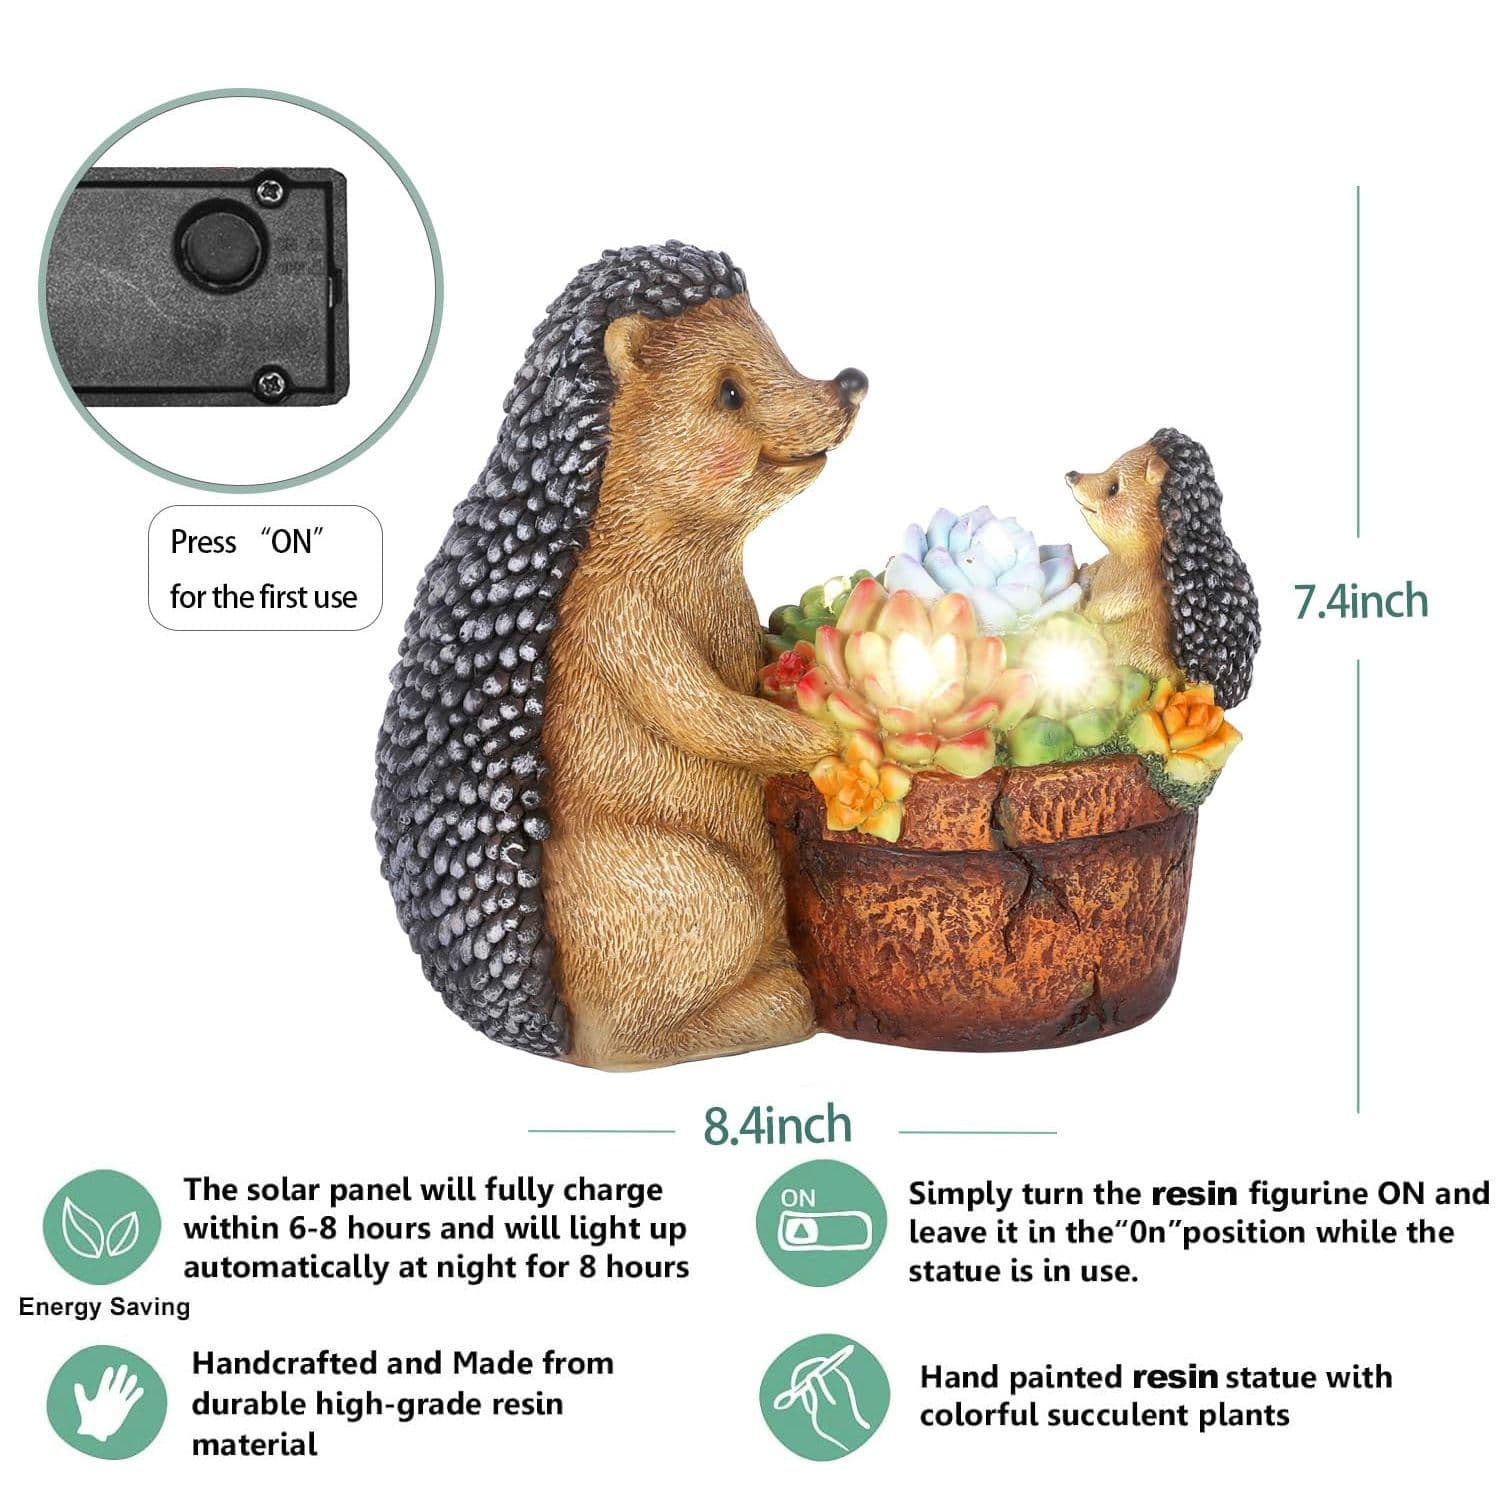 Press “ON”
for the first use
7.4inch
8.4inch
The solar panel will fully charge
within 6-8 hours and will light up
automatically at night for 8 hours
Energy Saving
ON
Simply turn the resin figurine ON and
leave it in the“0n”position while the
statue is in use.
Handcrafted and Made from
durable high-grade resin
material
Hand painted resin statue with
colorful succulent plants